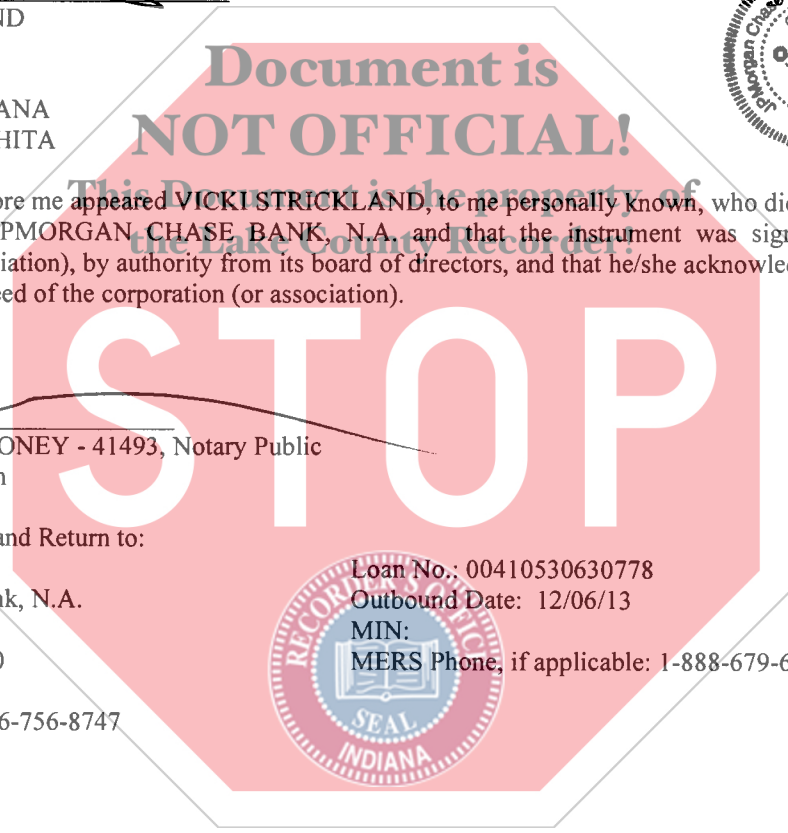 ND
Document is
ANA
NOT OFFICIAL!
HITA
This Document is the property of
ore me appeared VICKI STRICKLAND, to me personally known, who did
the Lake County Recorder!
PMORGAN CHASE BANK, N.A. and that the instrument was sign
iation), by authority from its board of directors, and that he/she acknowled
eed of the corporation (or association).
STOP
ONEY - 41493, Notary Public
and Return to:
Loan No.: 00410530630778
nk, N.A.
Outbound Date: 12/06/13
MIN:
MERS Phone, if applicable: 1-888-679-6
6-756-8747
RECORDER'S OFFICE
SEAL
INDIANA
JPMorgan Chase